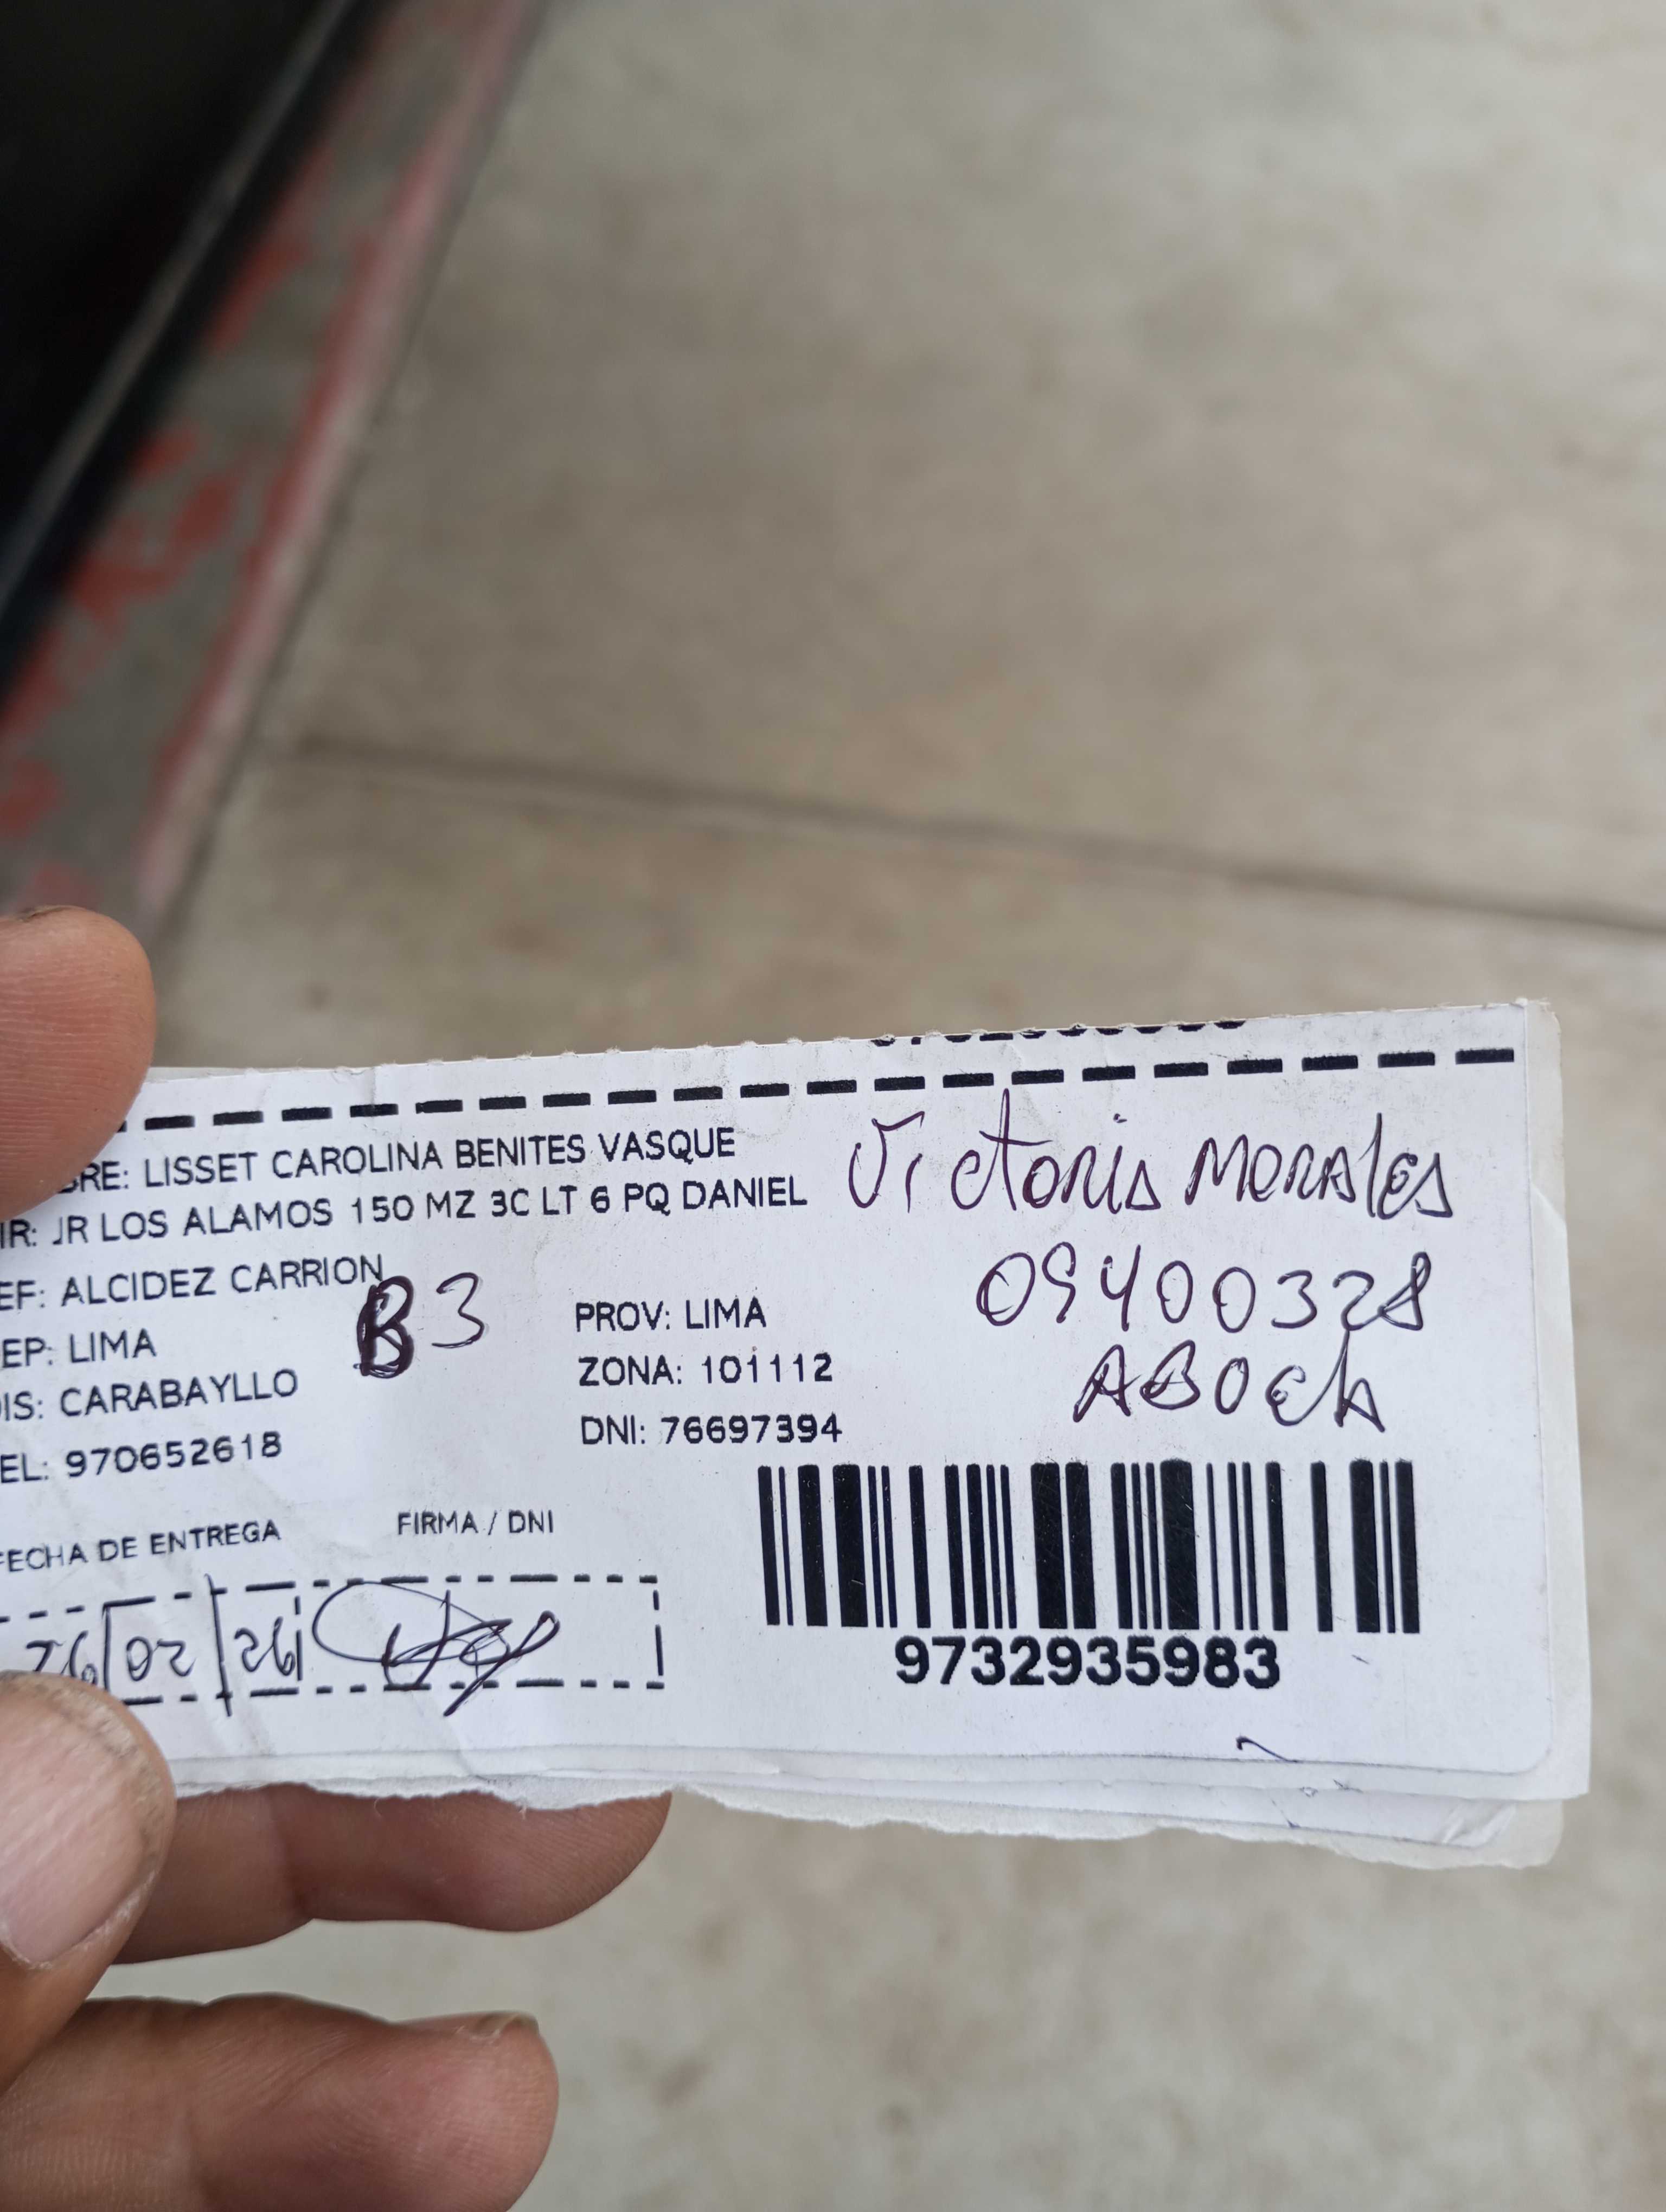 BRE: LISSET CAROLINA BENITES VASQUE
IR: JR LOS ALAMOS 150 MZ 3C LT 6 PQ DANIEL
EF: ALCIDEZ CARRION
B3
EP: LIMA
PROV: LIMA
IS: CARABAYLLO
ZONA: 101112
EL: 970652618
DNI: 76697394
Victoria Morales
09400328
ABOELA
FECHA DE ENTREGA
FIRMA / DNI
26 02 26
9732935983